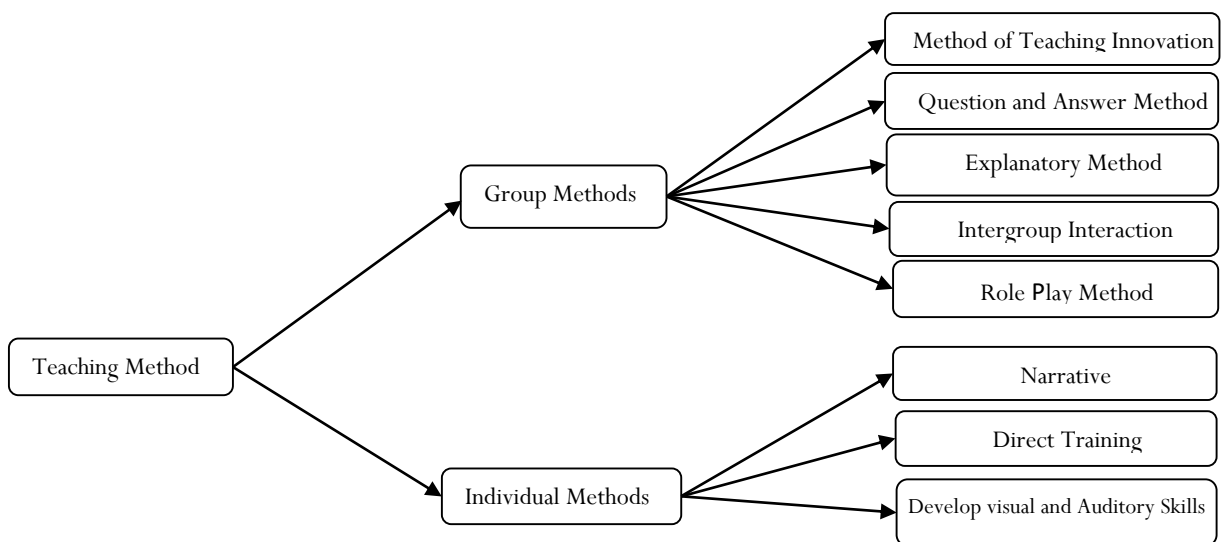 Method of Teaching Innovation
Question and Answer Method
Explanatory Method
Group Methods
Intergroup Interaction
Role Play Method
Teaching Method
Narrative
Direct Training
Individual Methods
Develop visual and Auditory Skills